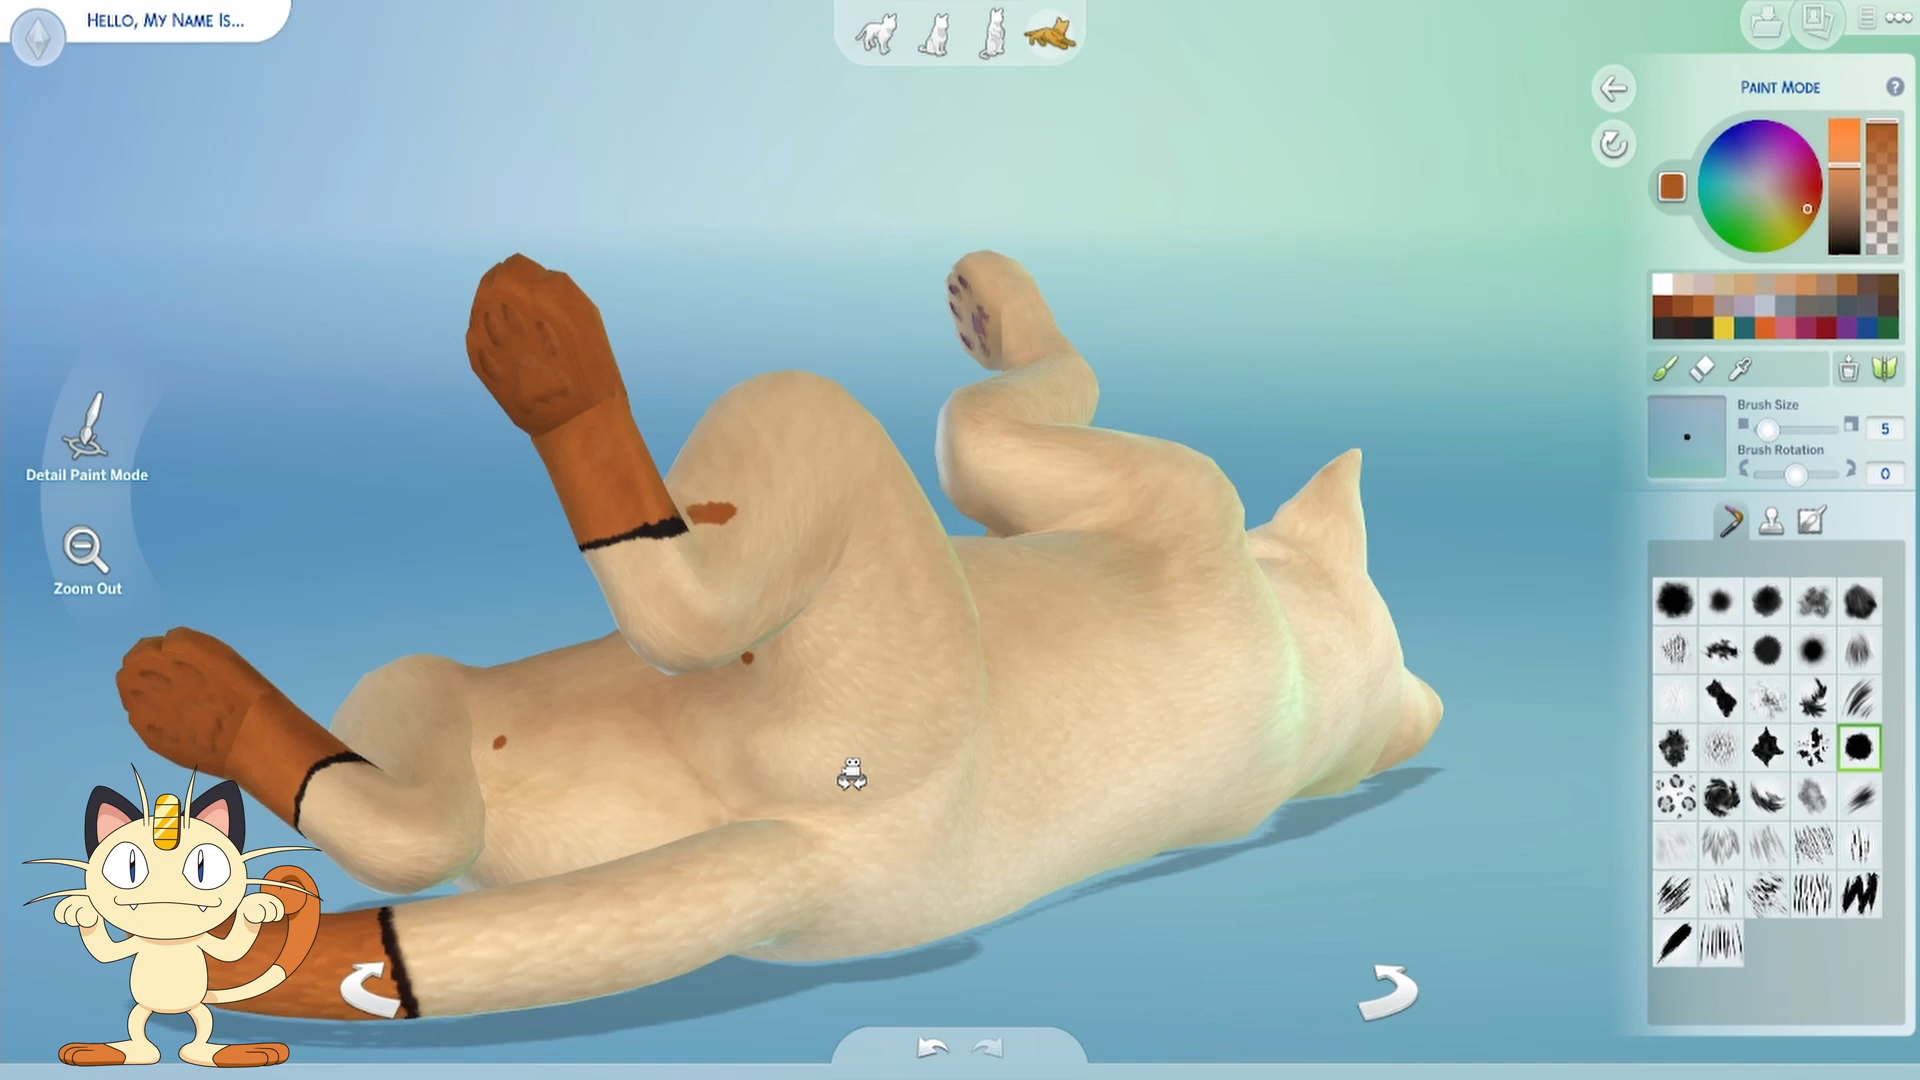 Hello, My Name Is...
Paint Mode
?
Brush Size
5
Brush Rotation
0
Detail Paint Mode
Zoom Out